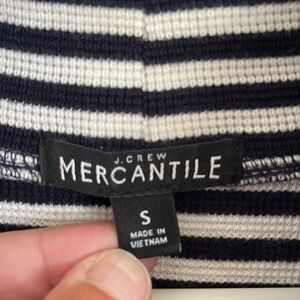 J.CREW
MERCANTILE
S
MADE IN
VIETNAM